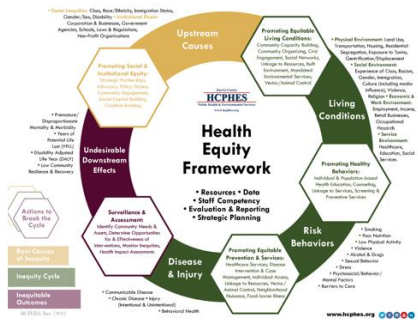 • Social Inequities: Class, Race/Ethnicity, Immigration Status,
Gender/Sex, Disability • Institutional Power:
Corporation & Businesses, Government
Agencies, Schools, Laws & Regulations,
Non-Profit Organizations
Upstream
Causes
Promoting Equitable
Living Conditions:
Community Capacity Building,
Community Organizing, Civic
Engagement, Social Networks,
Linkage to Resources, Built
Environment, Mandated
Environmental Services,
Vector/Animal Control
• Physical Environment: Land Use,
Transportation, Housing, Residential
Segregation, Exposure to Toxins,
Gentrification/Displacement
• Social Environment:
Experience of Class, Racism,
Gender, Immigration,
Culture (including media
influences), Violence,
Religion • Economic &
Work Environment:
Employment, Income,
Retail Businesses,
Occupational
Hazards
• Service
Environment:
Healthcare,
Education, Social
Services
Living
Conditions
Promoting Social &
Institutional Equity:
Strategic Partnerships,
Advocacy, Policy
Community Engagement,
Coalition Building
Harris County
HCPHES
Public Health & Environmental Services
www.hcphes.org
Health
Equity
Framework
• Resources • Data
• Staff Competency
• Evaluation & Reporting
• Strategic Planning
Promoting Healthy
Behaviors:
Individual & Population-based
Health Education, Counseling,
Linkage to Services, Screening &
Preventive Services
Risk
Behaviors
• Smoking
• Poor Nutrition
• Low Physical Activity
• Violence
• Alcohol & Drugs
• Sexual Behavior
• Stress
• Psychosocial/Behavior/
Mental Factors
• Barriers to Care
Promoting Equitable
Prevention & Services:
Healthcare Services, Disease
Intervention & Case
Management, Individual Access,
Linkage to Resources, Vector/
Animal Control, Neighborhood
Nuisances, Food-borne Illness
Disease
& Injury
• Communicable Disease
• Chronic Disease • Injury
(Intentional & Unintentional)
• Behavioral Health
Surveillance &
Assessment:
Identify Community Needs &
Assets, Determine Opportunities
for & Effectiveness of
Interventions, Monitor Inequities,
Health Impact Assessment
Undesirable
Downstream
Effects
• Premature/
Disproportionate
Mortality & Morbidity
• Years of
Potential Life
Lost (YPLL)
• Disability Adjusted
Life Year (DALY)
• Low Community
Resilience & Recovery
Actions to
Break the
Cycle
Root Causes
of Inequity
Inequity Cycle
Inequitable
Outcomes
www.hcphes.org